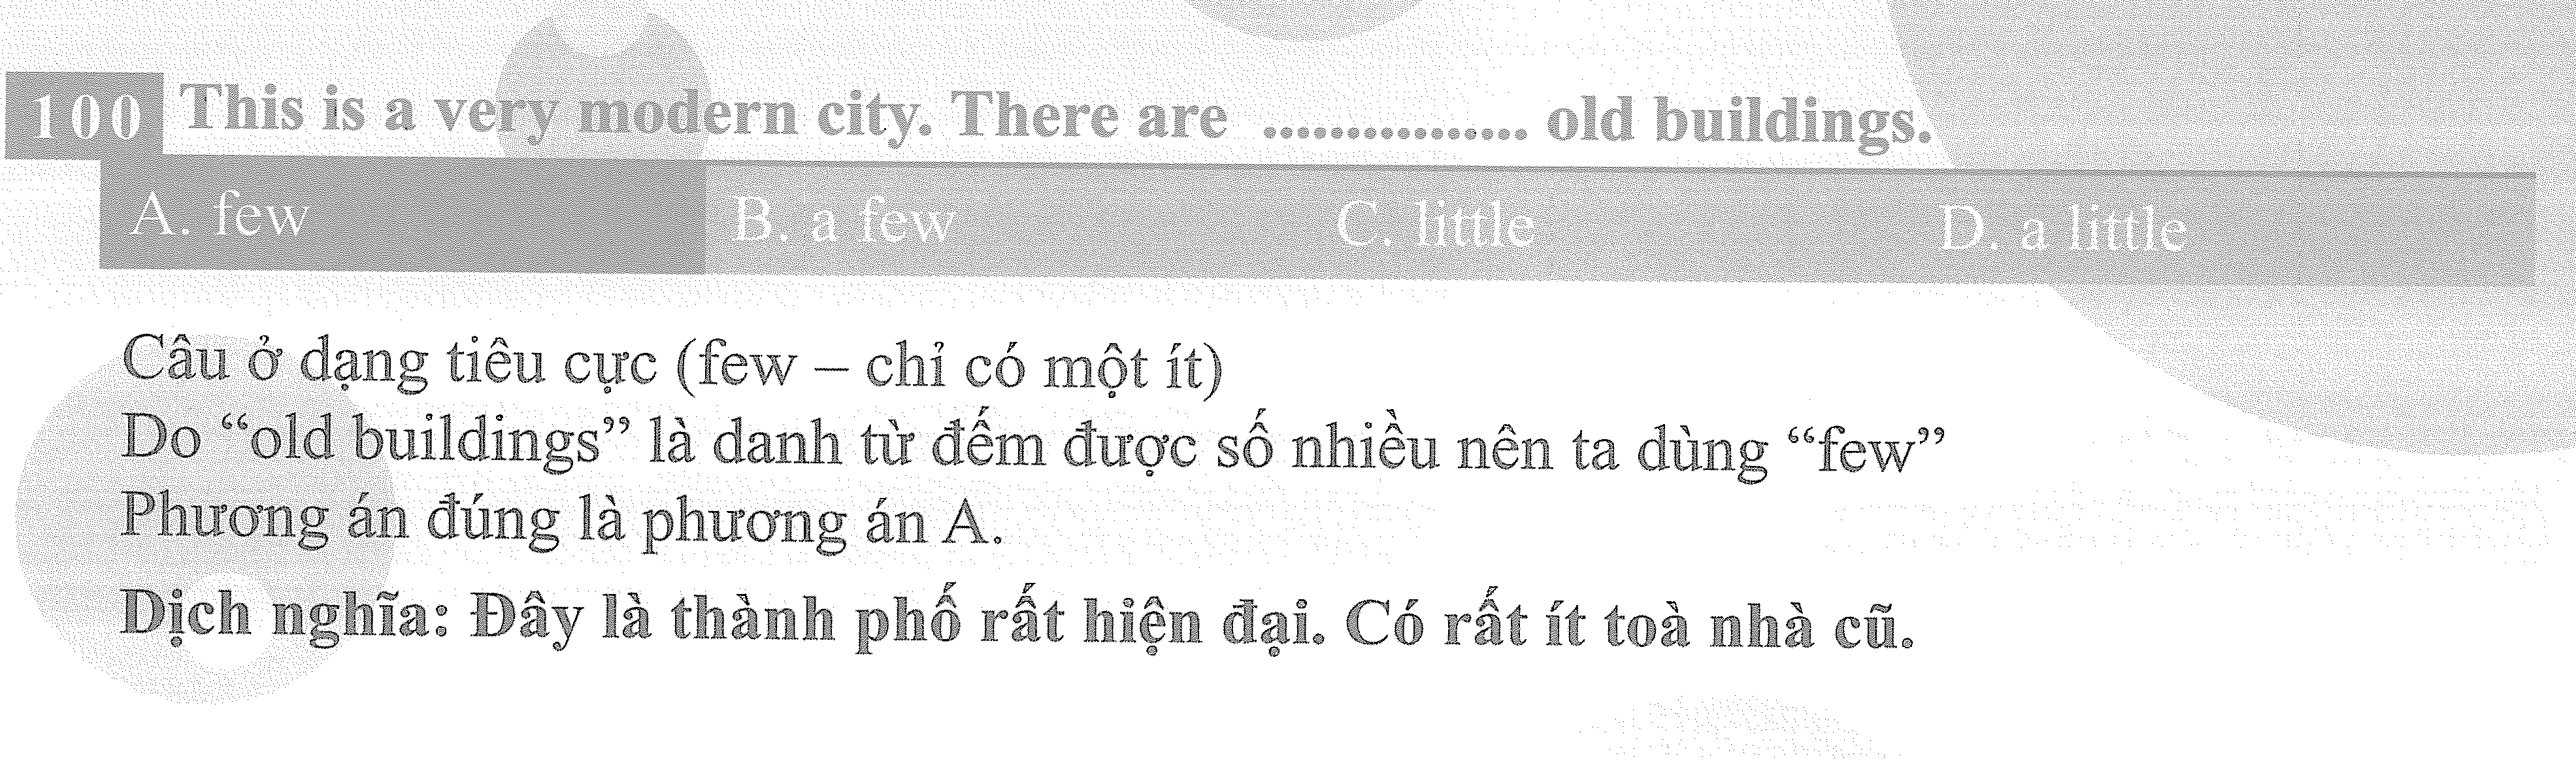 100 This is a very modern city. There are ............... old buildings.
A. few B. a few C. little D. a little
Câu ở dạng tiêu cực (few – chỉ có một ít)
Do “old buildings” là danh từ đếm được số nhiều nên ta dùng “few”
Phương án đúng là phương án A.
Dịch nghĩa: Đây là thành phố rất hiện đại. Có rất ít toà nhà cũ.